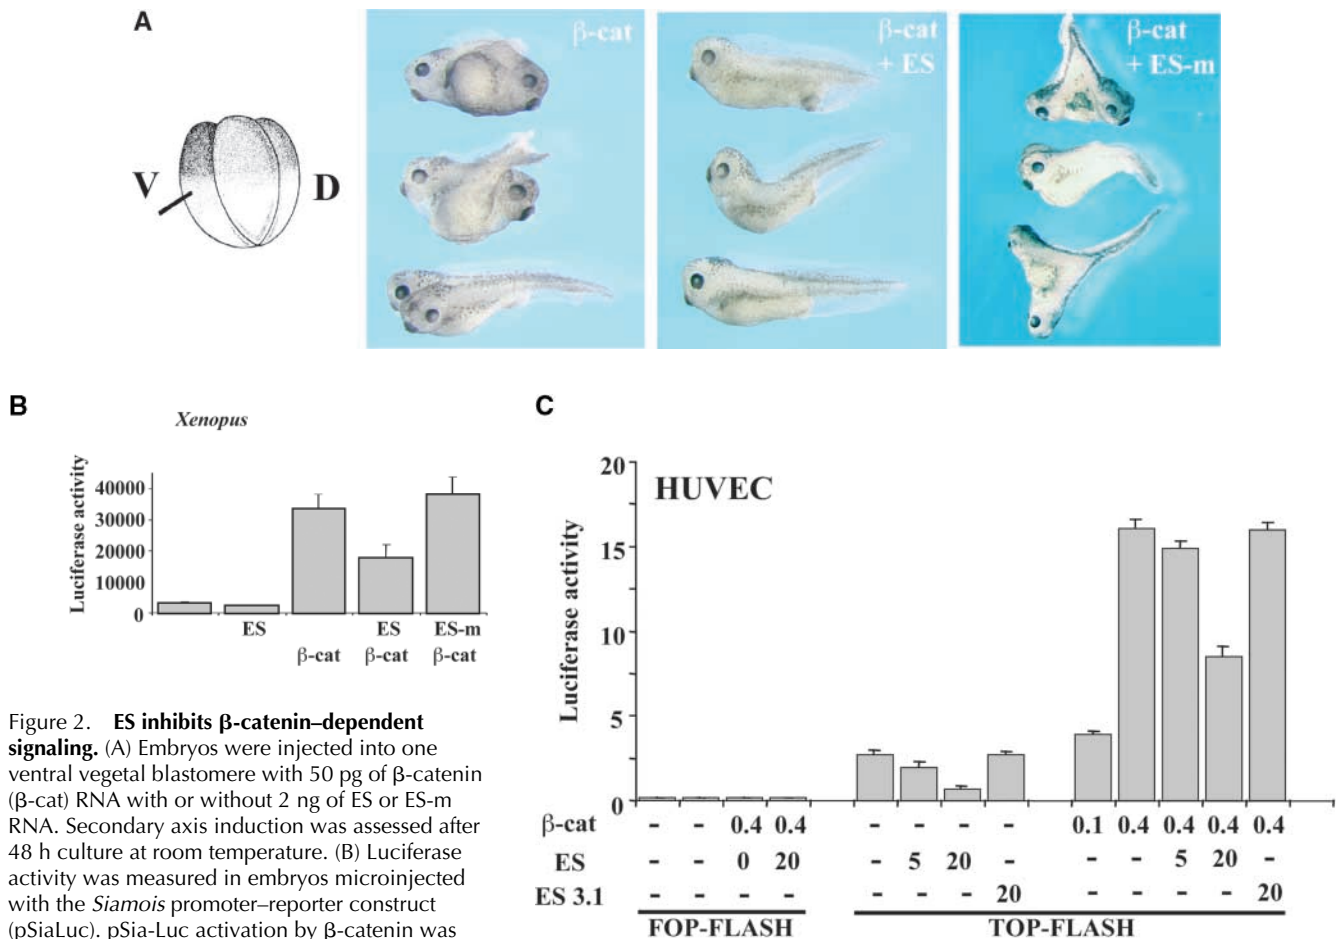 A
β-cat
β-cat
+ ES
β-cat
+ ES-m
V
D
B
Xenopus
Luciferase activity
40000
30000
20000
10000
0
ES
ES
ES-m
β-cat
β-cat
β-cat
Figure 2. ES inhibits β-catenin–dependent
signaling. (A) Embryos were injected into one
ventral vegetal blastomere with 50 pg of β-catenin
(β-cat) RNA with or without 2 ng of ES or ES-m
RNA. Secondary axis induction was assessed after
48 h culture at room temperature. (B) Luciferase
activity was measured in embryos microinjected
with the Siamois promoter–reporter construct
(pSiaLuc). pSia-Luc activation by β-catenin was
C
HUVEC
Luciferase activity
20
15
10
5
0
β-cat - - 0.4 0.4 - - - - 0.1 0.4 0.4 0.4 0.4
ES - - 0 20 - 5 20 - - - 5 20 -
ES 3.1 - - - - - - - 20 - - - - 20
FOP-FLASH TOP-FLASH